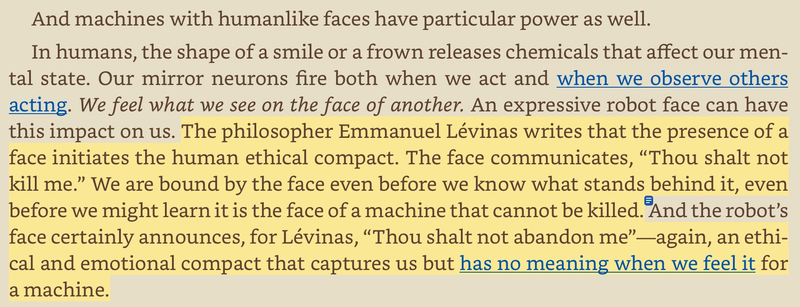 And machines with humanlike faces have particular power as well.
In humans, the shape of a smile or a frown releases chemicals that affect our men-
tal state. Our mirror neurons fire both when we act and when we observe others
acting. We feel what we see on the face of another. An expressive robot face can have
this impact on us. The philosopher Emmanuel Lévinas writes that the presence of a
face initiates the human ethical compact. The face communicates, “Thou shalt not
kill me.” We are bound by the face even before we know what stands behind it, even
before we might learn it is the face of a machine that cannot be killed. And the robot’s
face certainly announces, for Lévinas, “Thou shalt not abandon me”—again, an ethi-
cal and emotional compact that captures us but has no meaning when we feel it for
a machine.